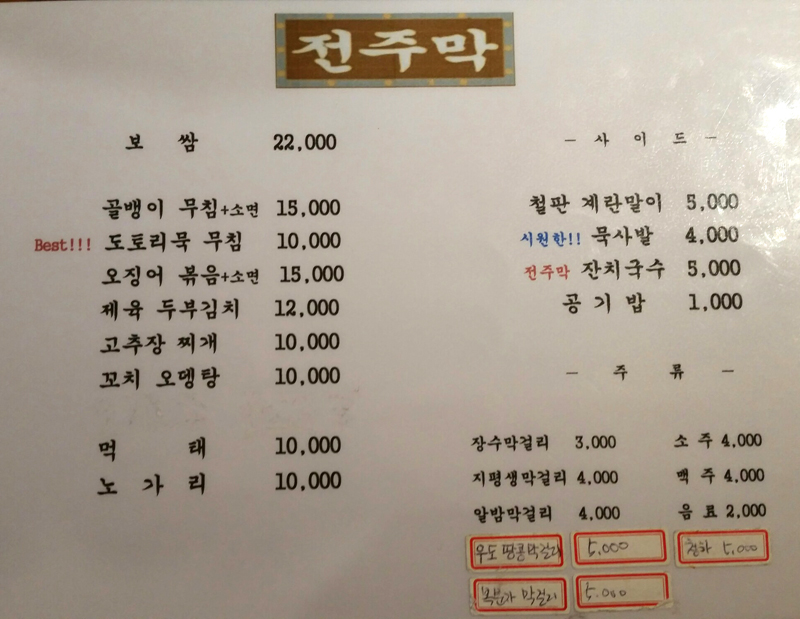 전주막
보 쌈 22,000
골뱅이 무침+소면 15,000
Best!!! 도토리묵 무침 10,000
오징어 볶음+소면 15,000
제육 두부김치 12,000
고추장 찌개 10,000
꼬치 오뎅탕 10,000
먹 태 10,000
노 가 리 10,000
- 사 이 드 -
철판 계란말이 5,000
시원한!! 묵사발 4,000
전주막 잔치국수 5,000
공 기 밥 1,000
- 주 류 -
장수막걸리 3,000 소 주 4,000
지평생막걸리 4,000 맥 주 4,000
알밤막걸리 4,000 음 료 2,000
우도 땅콩막걸리 5,000 청하 5,000
복분자 막걸리 5.000